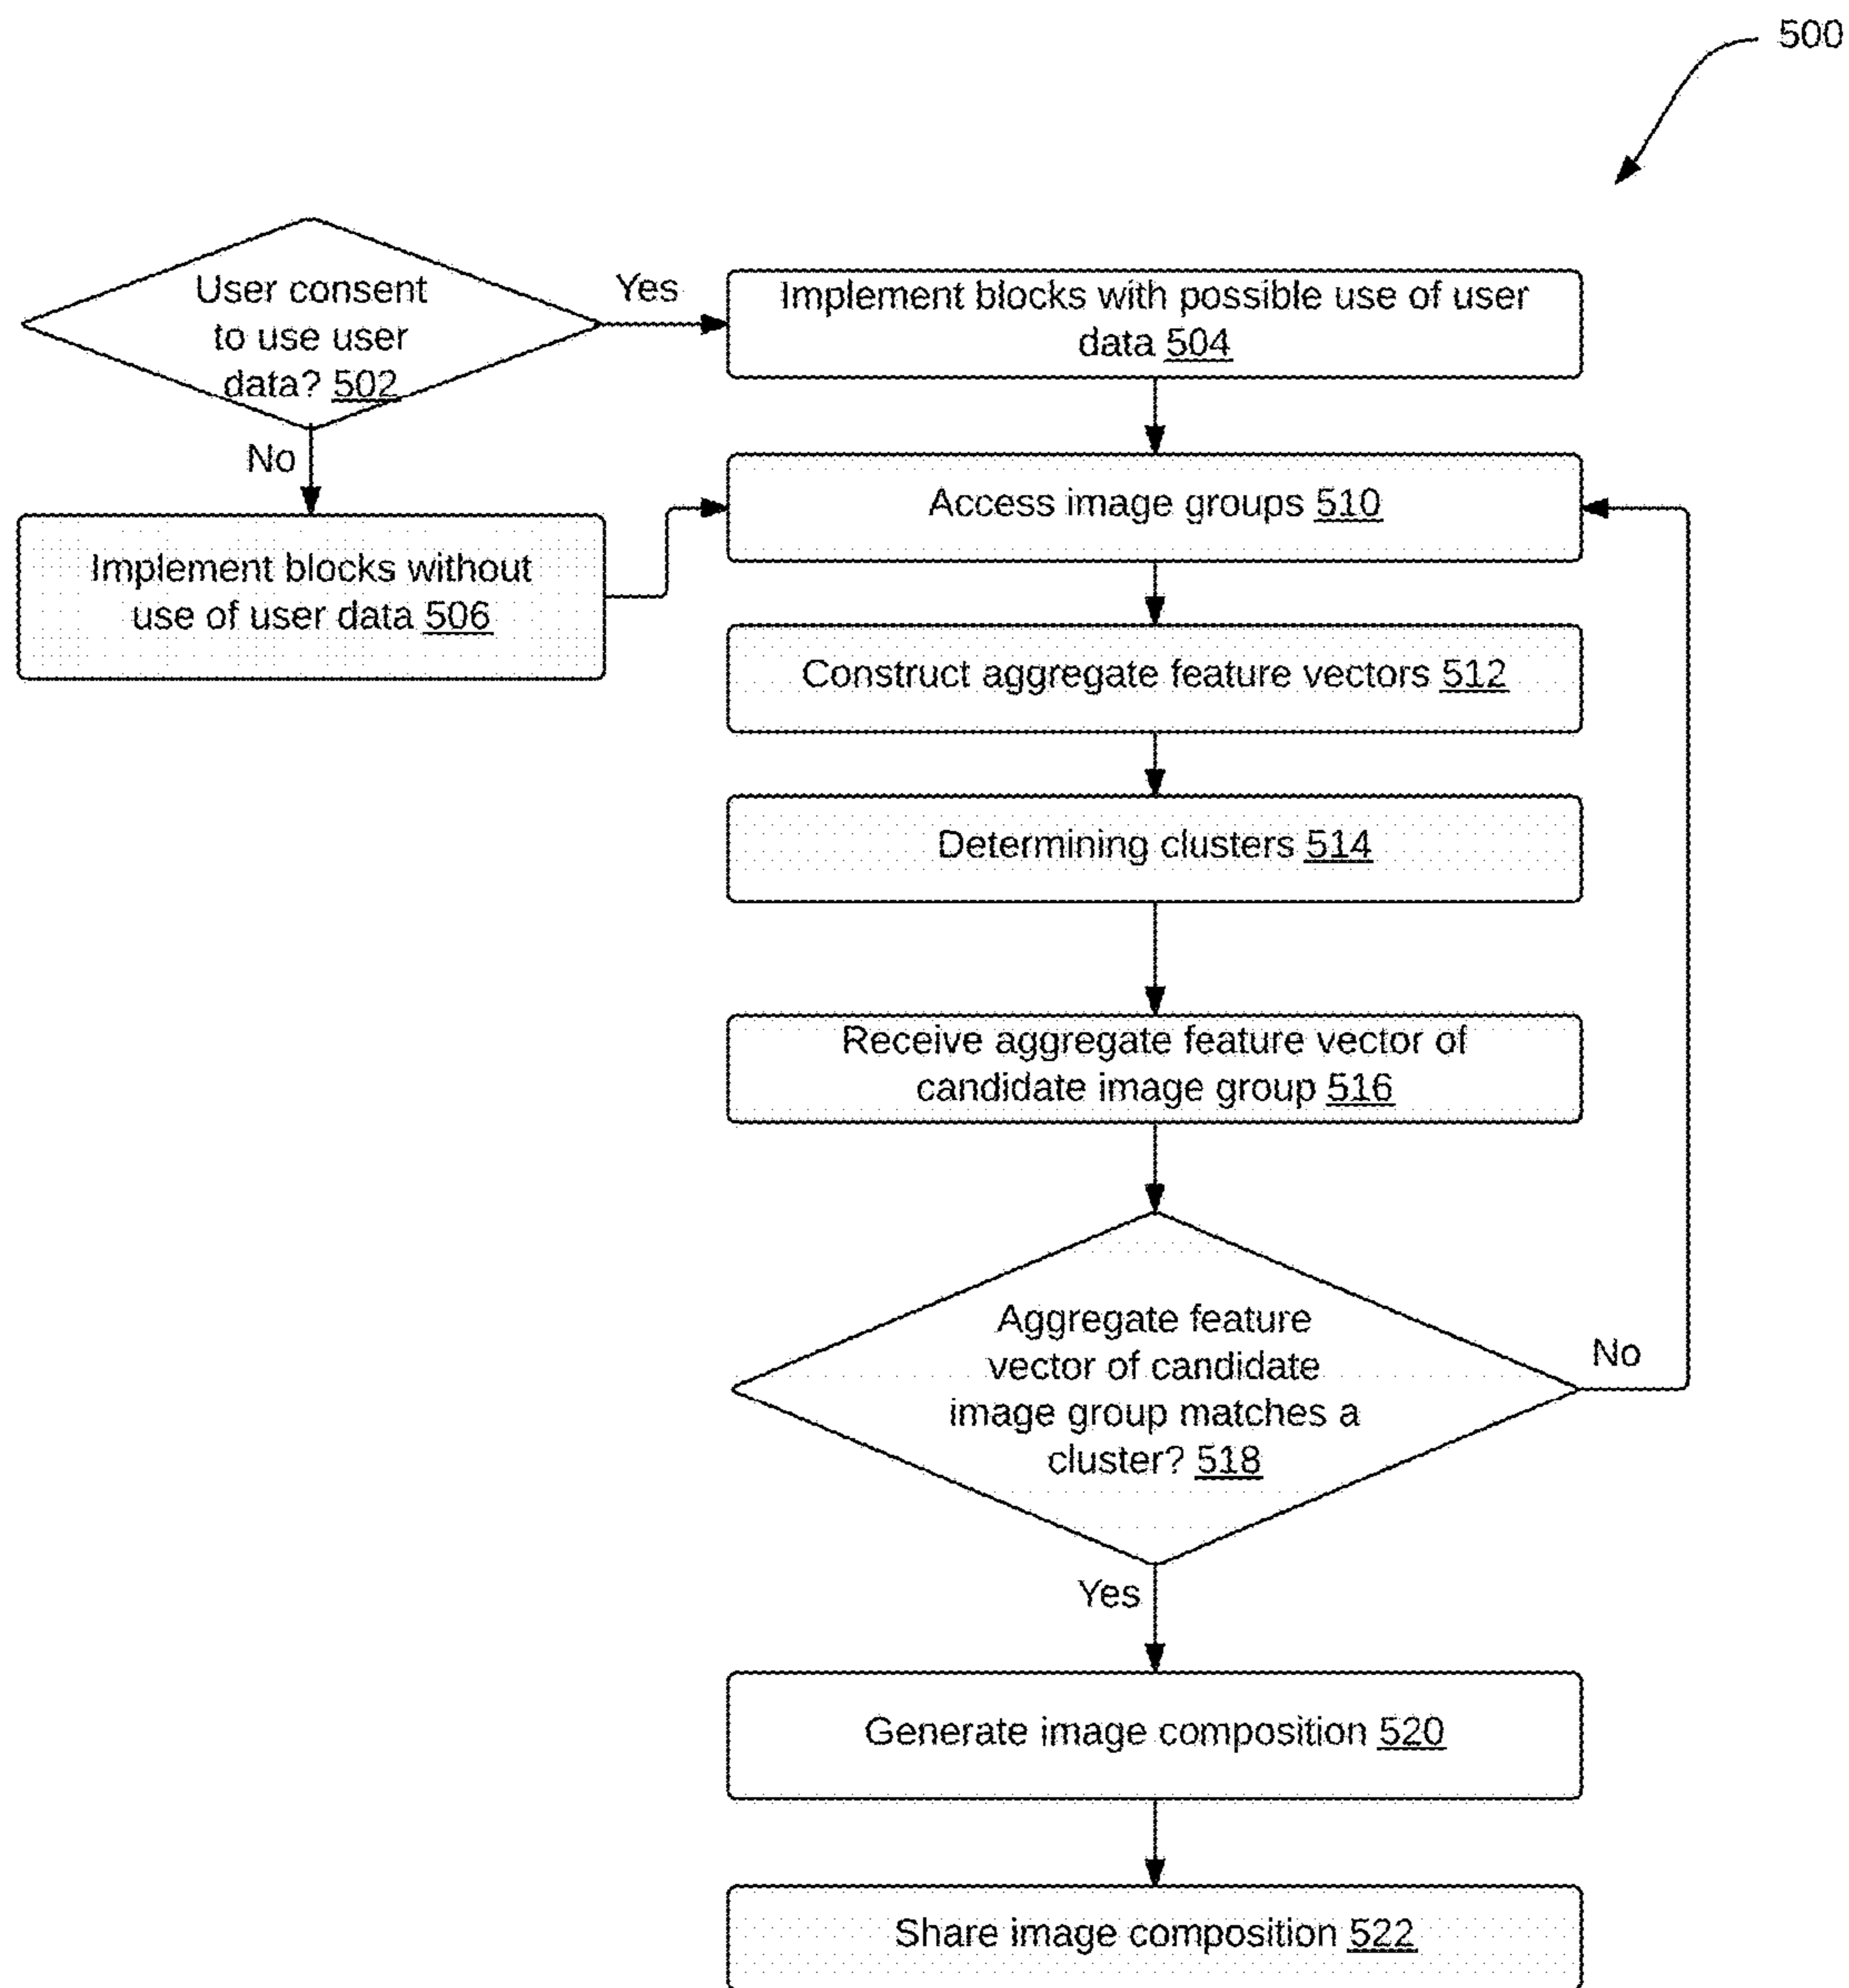 500
User consent
to use user
data? 502
Yes
Implement blocks with possible use of user
data 504
No
Implement blocks without
use of user data 506
Access image groups 510
Construct aggregate feature vectors 512
Determining clusters 514
Receive aggregate feature vector of
candidate image group 516
Aggregate feature
vector of candidate
image group matches a
cluster? 518
No
Yes
Generate image composition 520
Share image composition 522